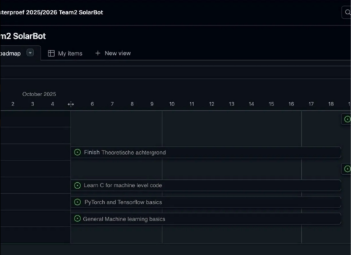 terproef 2025/2026 Team2 SolarBot
m2 SolarBot
oadmap
My items + New view
October 2025
2 3 4 6 7 8 9 10 11 12 13 14 15 16 17 18
Finish Theoretische achtergrond
Learn C for machine level code
PyTorch and Tensorflow basics
General Machine learning basics